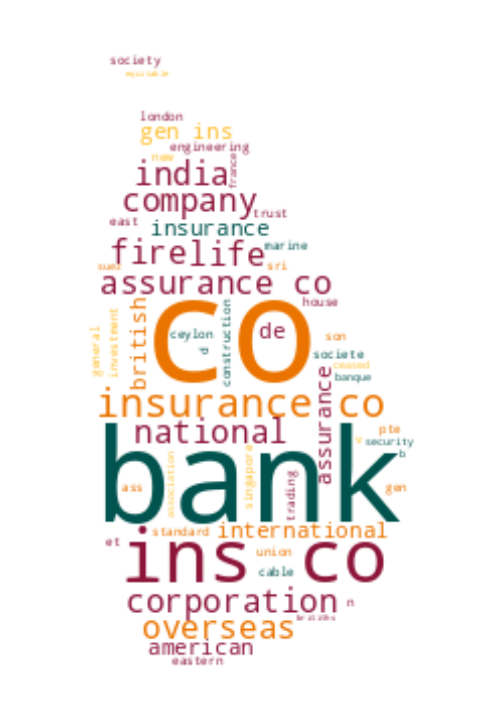 society
equitable
london
gen ins
engineering
new
france
india
company
trust
east
insurance
fire
life
marine
suez
sri
assurance co
house
british
investment
general
co
construction
ceylon
de
p
son
societe
ceased
banque
insurance co
assurance
national
pte
v
security
b
bank
association
singapore
trading
ass
gen
standard
international
et
ins co
union
cable
corporation
n
overseas
american
eastern